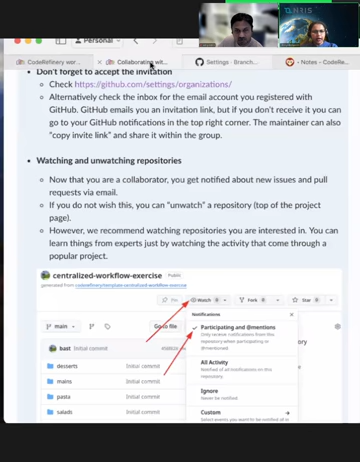 Personal
CodeRefinery wor...
Collaborating wit...
Settings · Branch...
- Notes - CodeRe...
Don't forget to accept the invitation
Check https://github.com/settings/organizations/
Alternatively check the inbox for the email account you registered with
GitHub. GitHub emails you an invitation link, but if you don't receive it you can
go to your GitHub notifications in the top right corner. The maintainer can also
"copy invite link" and share it within the group.
Watching and unwatching repositories
Now that you are a collaborator, you get notified about new issues and pull
requests via email.
If you do not wish this, you can "unwatch" a repository (top of the project
page).
However, we recommend watching repositories you are interested in. You can
learn things from experts just by watching the activity that come through a
popular project.
centralized-workflow-exercise Public
generated from coderefinery/template-centralized-workflow-exercise
Pin Watch 0 Fork 0 Star 0
Notifications
main
Go to file
Participating and @mentions
Only receive notifications from this
repository when participating or
@mentioned.
bast Initial commit
All Activity
Notified of all notifications on this
repository.
desserts Initial commit
mains Initial commit
Ignore
Never be notified.
pasta Initial commit
Custom
salads Initial commit